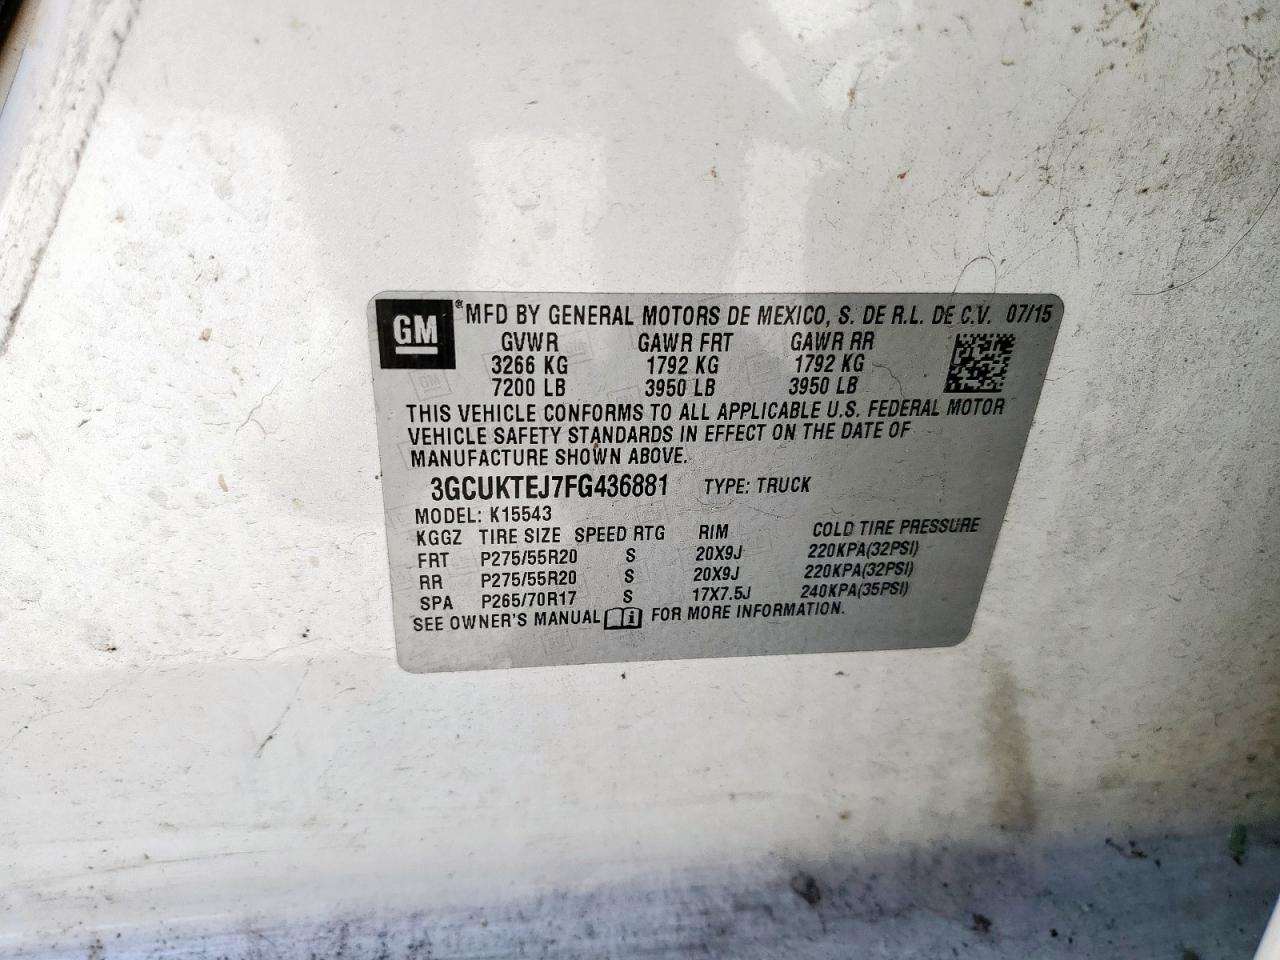 GM ® MFD BY GENERAL MOTORS DE MEXICO, S. DE R.L. DE C.V. 07/15
GVWR GAWR FRT GAWR RR
3266 KG 1792 KG 1792 KG
7200 LB 3950 LB 3950 LB
THIS VEHICLE CONFORMS TO ALL APPLICABLE U.S. FEDERAL MOTOR
VEHICLE SAFETY STANDARDS IN EFFECT ON THE DATE OF
MANUFACTURE SHOWN ABOVE.
3GCUKTEJ7FG436881 TYPE: TRUCK
MODEL: K15543
KGGZ TIRE SIZE SPEED RTG RIM COLD TIRE PRESSURE
FRT P275/55R20 S 20X9J 220KPA(32PSI)
RR P275/55R20 S 20X9J 220KPA(32PSI)
SPA P265/70R17 S 17X7.5J 240KPA(35PSI)
SEE OWNER'S MANUAL FOR MORE INFORMATION.